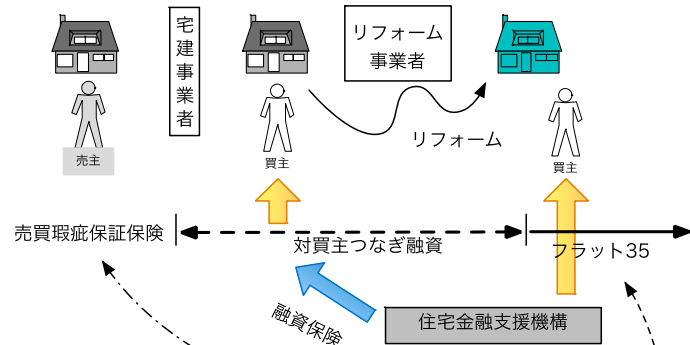 宅建事業者
リフォーム
事業者
リフォーム
売主
買主
買主
売買瑕疵保証保険
対買主つなぎ融資
フラット35
融資保険
住宅金融支援機構